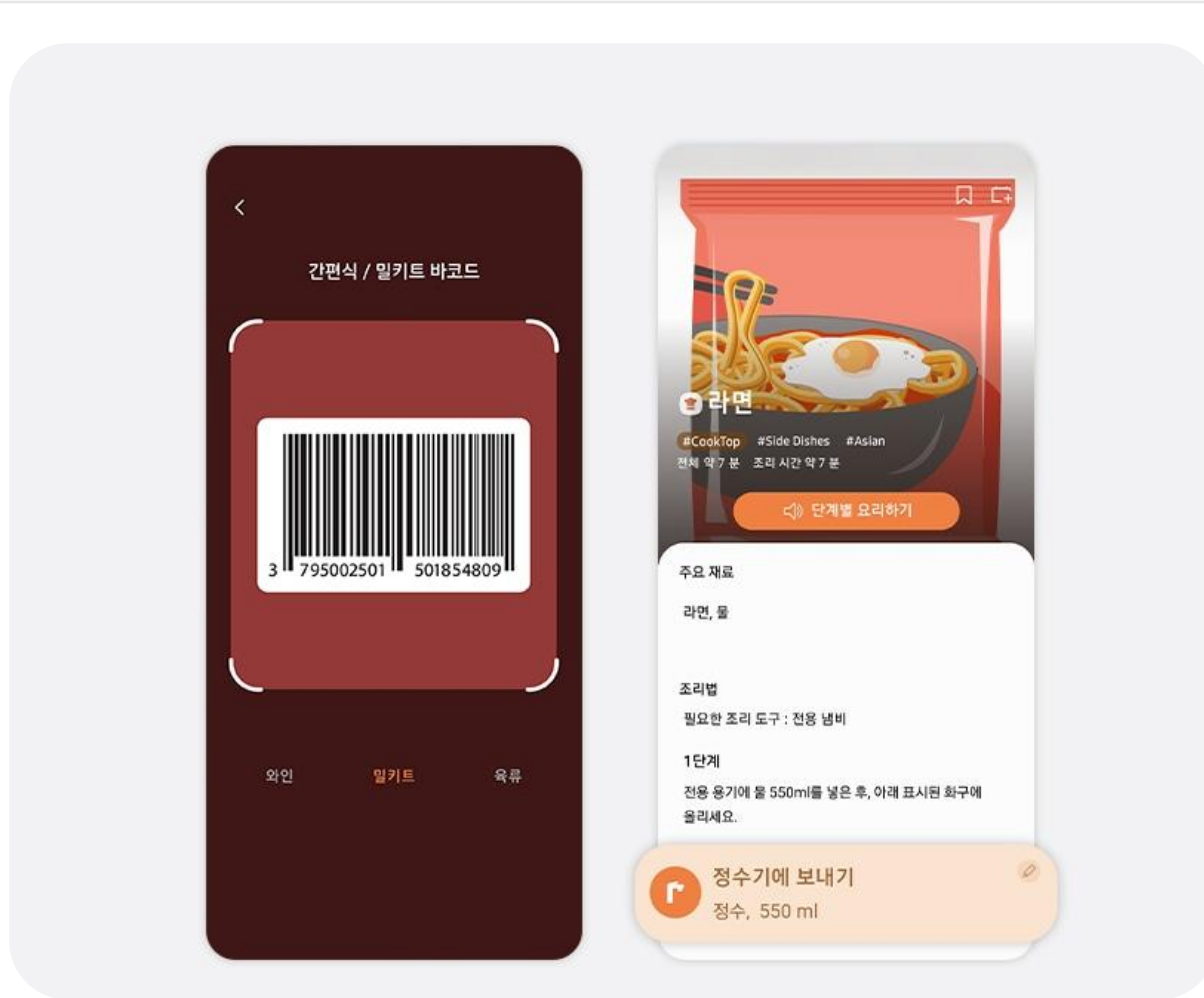 간편식 / 밀키트 바코드
3 795002501 501854809
와인 밀키트 육류
라면
#CookTop #Side Dishes #Asian
전체 약 7 분 조리 시간 약 7 분
단계별 요리하기
주요 재료
라면, 물
조리법
필요한 조리 도구 : 전용 냄비
1단계
전용 용기에 물 550ml를 넣은 후, 아래 표시된 화구에
올리세요.
정수기에 보내기
정수, 550 ml